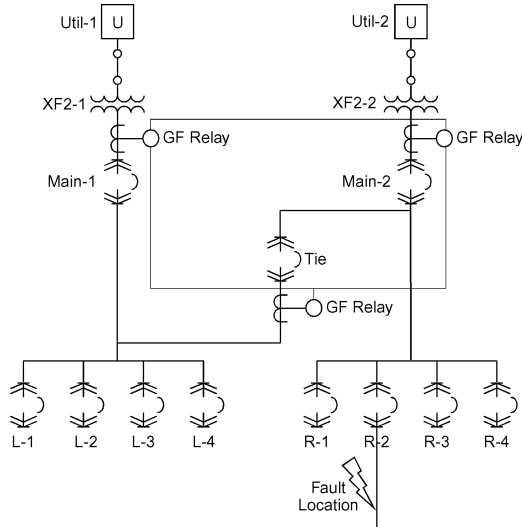 Util-1
U
Util-2
U
XF2-1
XF2-2
GF Relay
GF Relay
Main-1
Main-2
Tie
GF Relay
L-1
L-2
L-3
L-4
R-1
R-2
R-3
R-4
Fault
Location